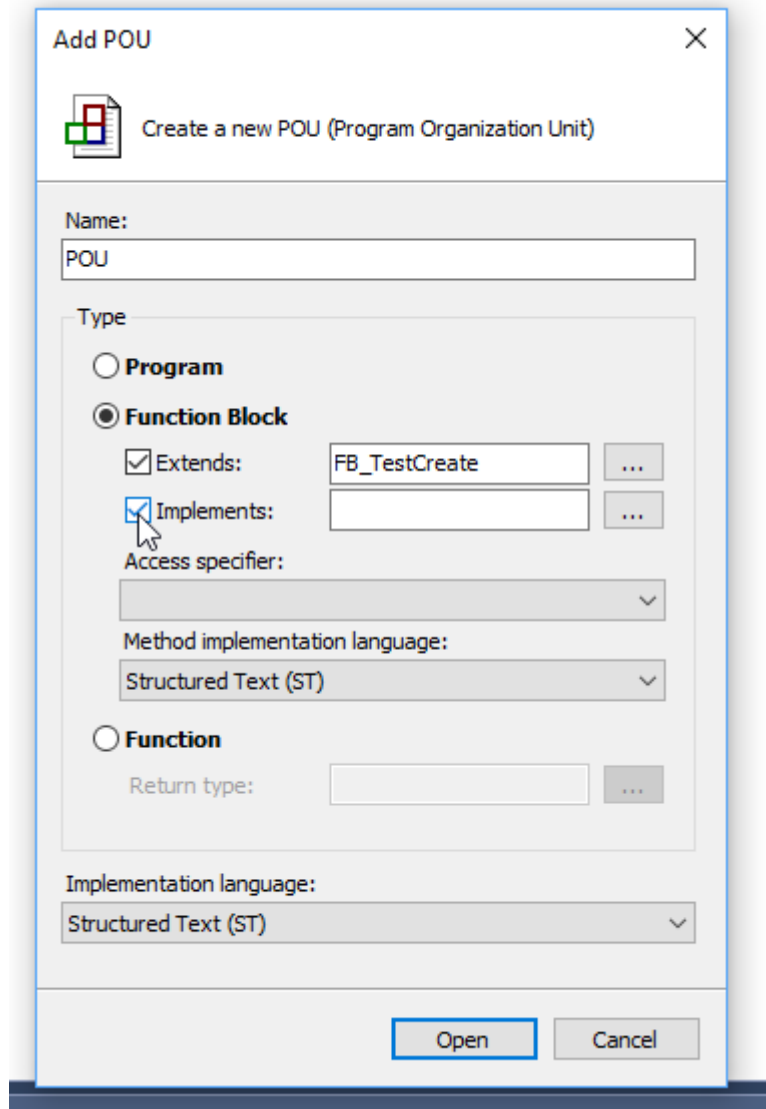 Add POU
Create a new POU (Program Organization Unit)
Name:
POU
Type
Program
Function Block
Extends: FB_TestCreate ...
Implements: ...
Access specifier:
Method implementation language:
Structured Text (ST)
Function
Return type: ...
Implementation language:
Structured Text (ST)
Open Cancel